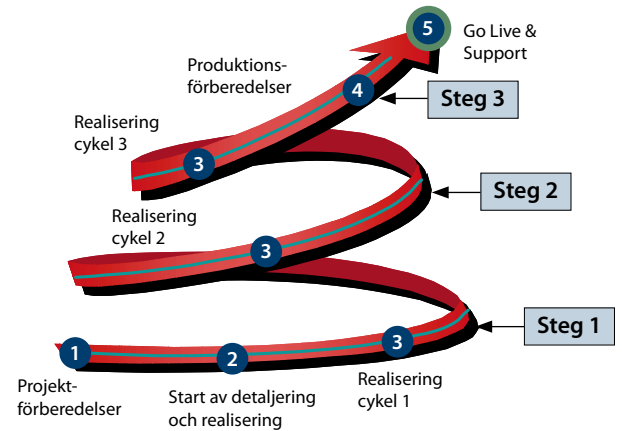 5
Go Live &
Support
Produktions-
förberedelser
4
Steg 3
Realisering
cykel 3
3
Steg 2
Realisering
cykel 2
3
Steg 1
1
2
3
Projekt-
förberedelser
Start av detaljering
och realisering
Realisering
cykel 1